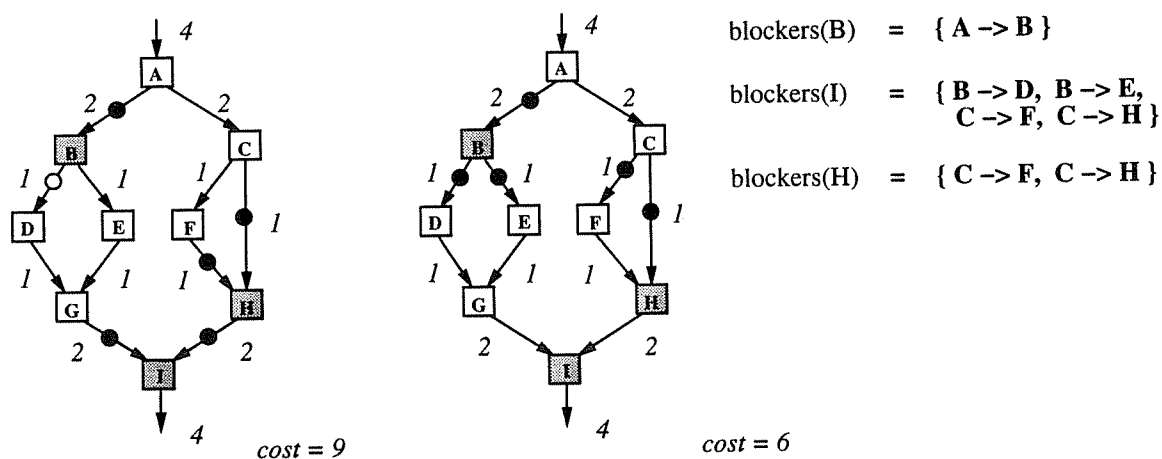 4
A
2
2
B
C
1
1
1
D
E
F
1
1
1
1
G
H
2
2
I
4
cost = 9
4
A
2
2
B
C
1
1
1
D
E
F
1
1
1
1
G
H
2
2
I
4
cost = 6
blockers(B) = { A -> B }
blockers(I) = { B -> D, B -> E,
C -> F, C -> H }
blockers(H) = { C -> F, C -> H }